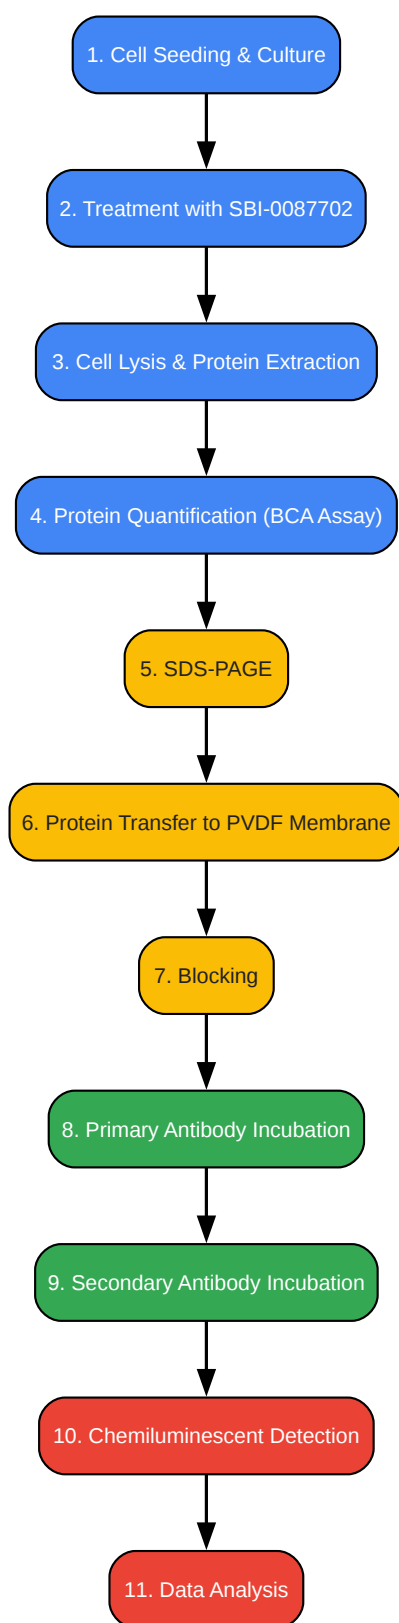 1. Cell Seeding & Culture
2. Treatment with SBI-0087702
3. Cell Lysis & Protein Extraction
4. Protein Quantification (BCA Assay)
5. SDS-PAGE
6. Protein Transfer to PVDF Membrane
7. Blocking
8. Primary Antibody Incubation
9. Secondary Antibody Incubation
10. Chemiluminescent Detection
11. Data Analysis